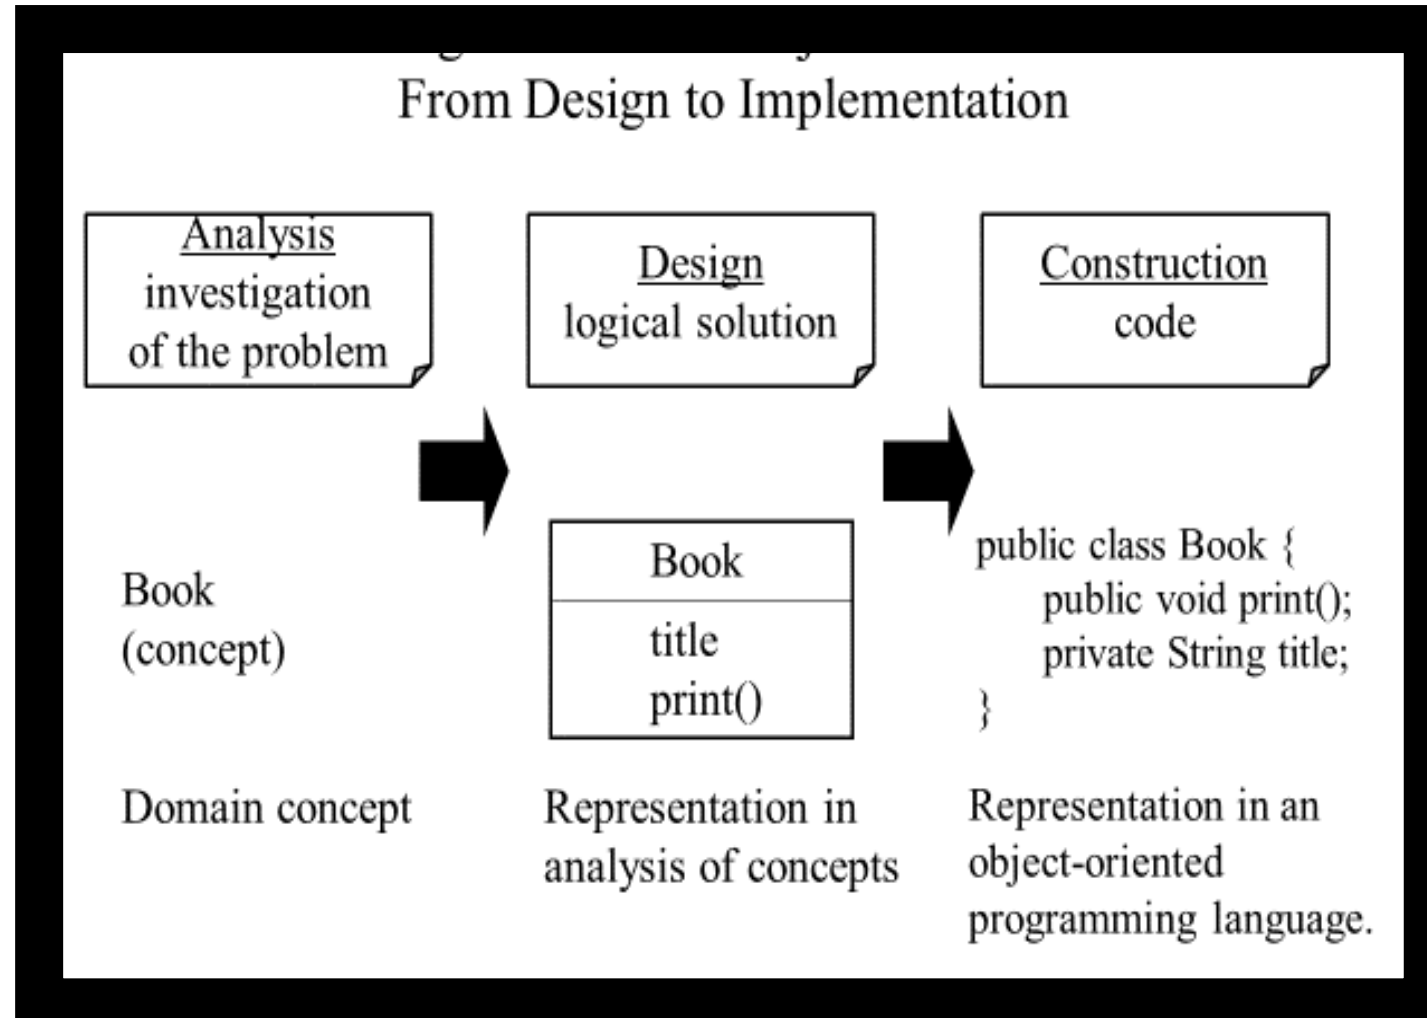 From Design to Implementation
Analysis
investigation
of the problem
Design
logical solution
Construction
code
Book
(concept)
Domain concept
Book
title
print()
Representation in
analysis of concepts
public class Book {
public void print();
private String title;
}
Representation in an
object-oriented
programming language.